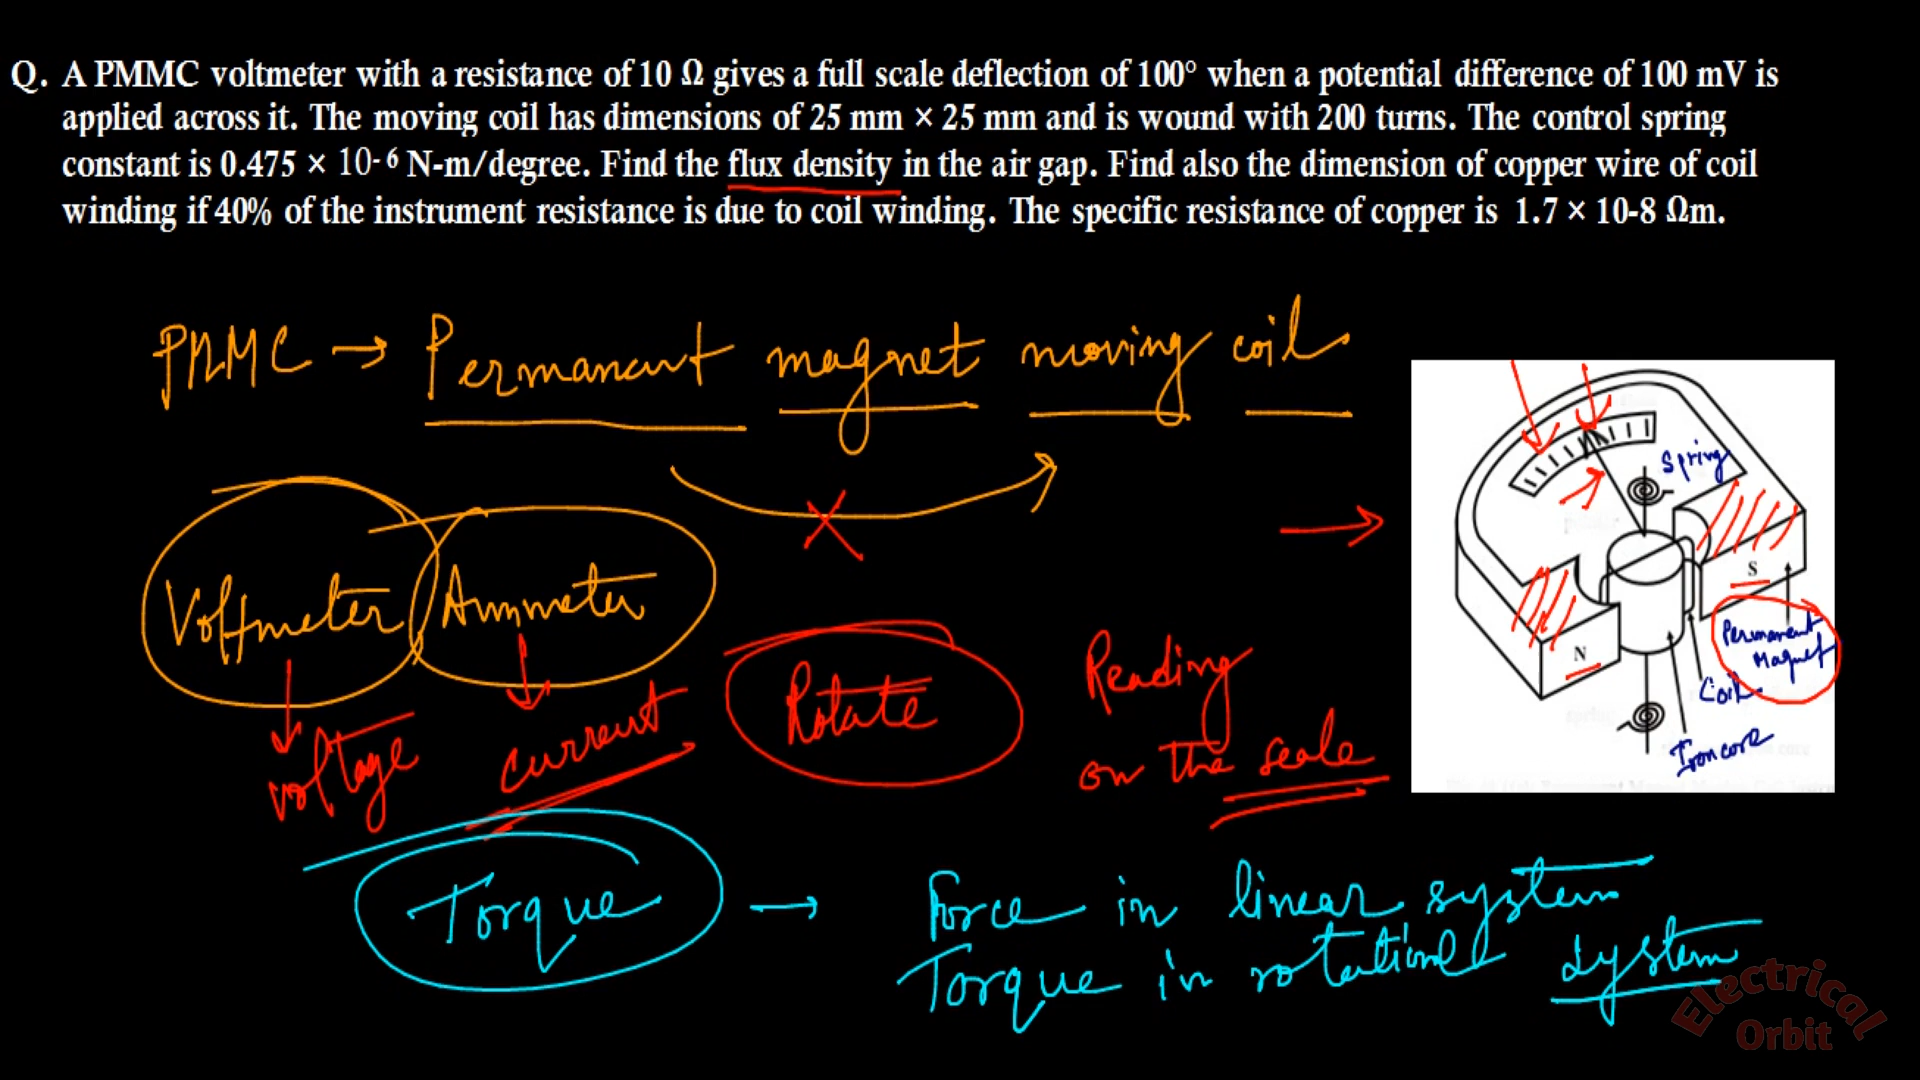 Q. A PMMC voltmeter with a resistance of 10 Ω gives a full scale deflection of 100° when a potential difference of 100 mV is
applied across it. The moving coil has dimensions of 25 mm × 25 mm and is wound with 200 turns. The control spring
constant is 0.475 × 10-6 N-m/degree. Find the flux density in the air gap. Find also the dimension of copper wire of coil
winding if 40% of the instrument resistance is due to coil winding. The specific resistance of copper is 1.7 × 10-8 Ωm.
PMMC → Permanent magnet moving coil
Spring
S
N
Permanent
Magnet
Coil
Iron core
Voltmeter Ammeter
voltage current
Rotate
Reading
on the scale
Torque → Force in linear system
Torque in rotational system
Electrical
Orbit